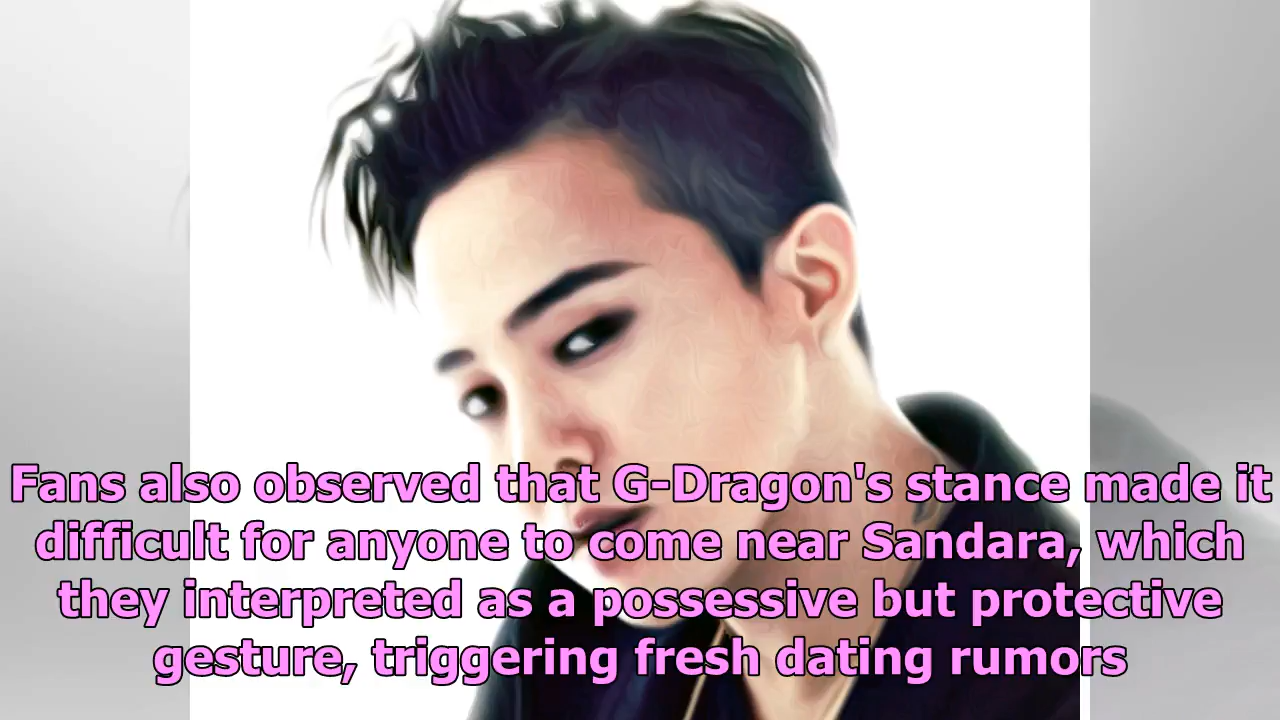 Fans also observed that G-Dragon's stance made it
difficult for anyone to come near Sandara, which
they interpreted as a possessive but protective
gesture, triggering fresh dating rumors